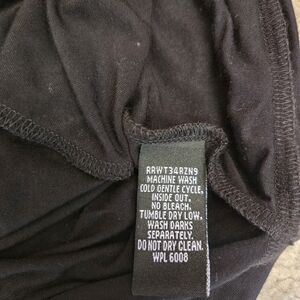 RRWT34RZN9
MACHINE WASH
COLD GENTLE CYCLE.
INSIDE OUT.
NO BLEACH.
TUMBLE DRY LOW.
WASH DARKS
SEPARATELY.
DO NOT DRY CLEAN.
WPL 6008